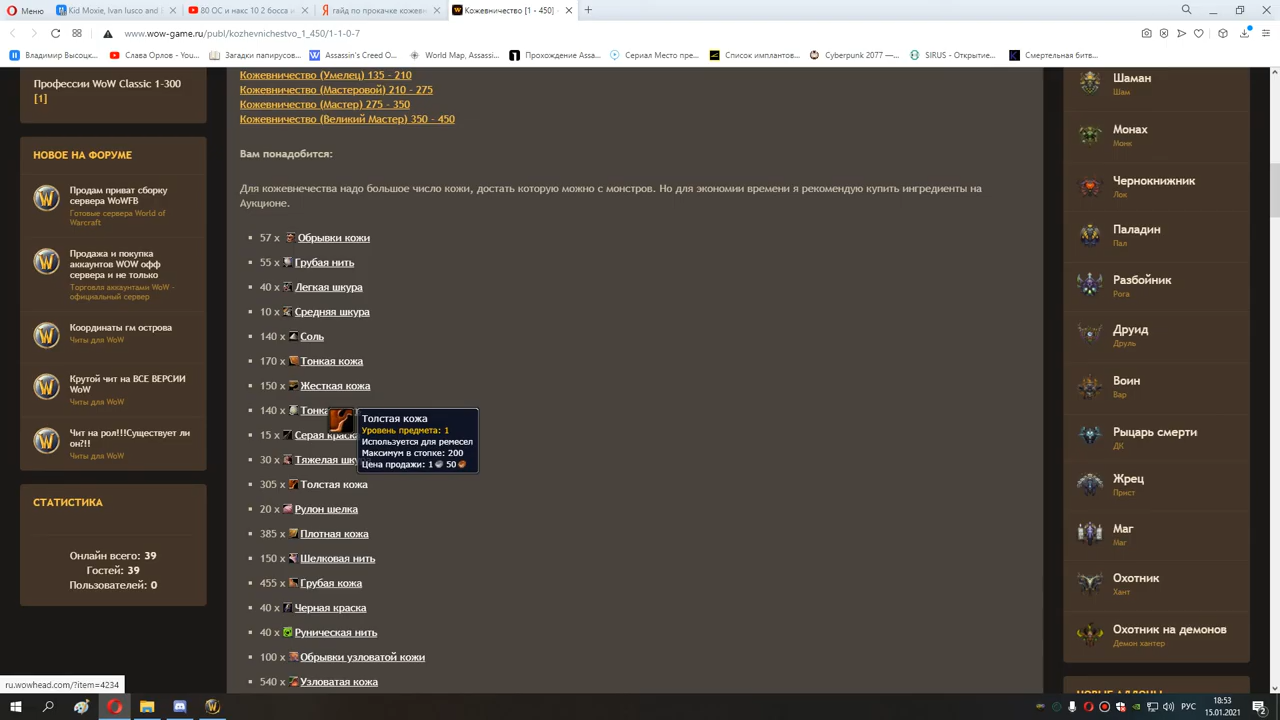 Меню
Kid Moxie, Ivan Iusco and I
80 ОС и накс 10 2 босса и
гайд по прокачке кожевни
Кожевничество [1 - 450]
www.wow-game.ru/publ/kozhevnichestvo_1_450/1-1-0-7
Владимир Высоцк...
Слава Орлов - You...
Загадки папирусов...
Assassin's Creed O...
World Map, Assassi...
Прохождение Assa...
Сериал Место пре...
Список имплантов...
Cyberpunk 2077 —...
SIRUS - Открытие...
Смертельная битв...
Профессии WoW Classic 1-300
[1]
НОВОЕ НА ФОРУМЕ
Продам приват сборку
сервера WoWFB
Готовые сервера World of
Warcraft
Продажа и покупка
аккаунтов WOW офф
сервера и не только
Торговля аккаунтами WoW -
официальный сервер
Координаты гм острова
Читы для WoW
Крутой чит на ВСЕ ВЕРСИИ
WoW
Читы для WoW
Чит на рол!!!Существует ли
он?!!
Читы для WoW
СТАТИСТИКА
Онлайн всего: 39
Гостей: 39
Пользователей: 0
Кожевничество (Умелец) 135 - 210
Кожевничество (Мастеровой) 210 - 275
Кожевничество (Мастер) 275 - 350
Кожевничество (Великий Мастер) 350 - 450
Вам понадобится:
Для кожевнечества надо большое число кожи, достать которую можно с монстров. Но для экономии времени я рекомендую купить ингредиенты на
Аукционе.
57 x Обрывки кожи
55 x Грубая нить
40 x Легкая шкура
10 x Средняя шкура
140 x Соль
170 x Тонкая кожа
150 x Жесткая кожа
140 x Тонка
15 x Серая краска
30 x Тяжелая шку
305 x Толстая кожа
20 x Рулон шелка
385 x Плотная кожа
150 x Шелковая нить
455 x Грубая кожа
40 x Черная краска
40 x Руническая нить
100 x Обрывки узловатой кожи
540 x Узловатая кожа
Толстая кожа
Уровень предмета: 1
Используется для ремесел
Максимум в стопке: 200
Цена продажи: 1 50
Шаман
Шам
Монах
Монк
Чернокнижник
Лок
Паладин
Пал
Разбойник
Рога
Друид
Друль
Воин
Вар
Рыцарь смерти
ДК
Жрец
Прист
Маг
Маг
Охотник
Хант
Охотник на демонов
Демон хантер
НОВЫЕ АДДОНЫ
ru.wowhead.com/?item=4234
РУС
18:53
15.01.2021
2